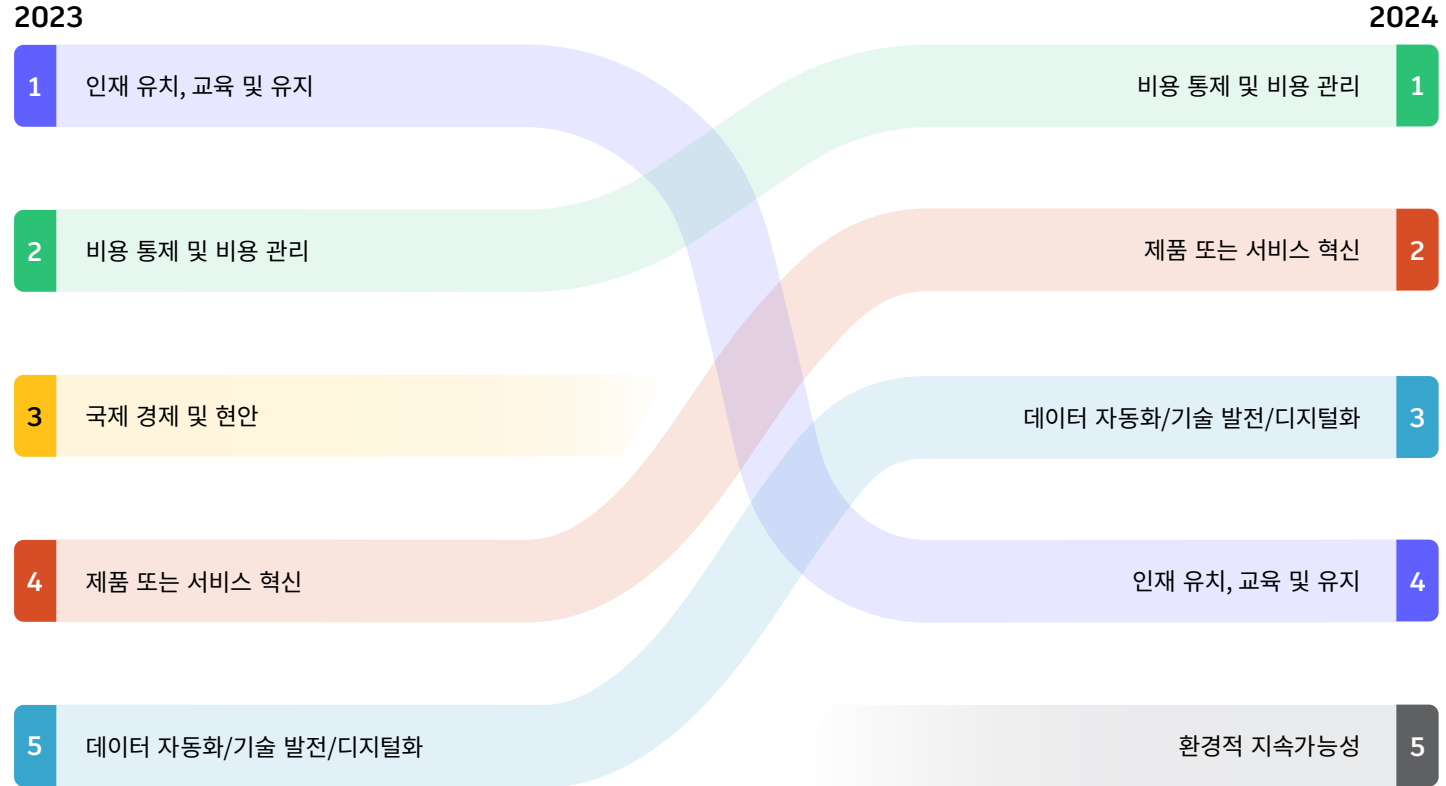 2023
2024
1
인재 유치, 교육 및 유지
비용 통제 및 비용 관리
1
2
비용 통제 및 비용 관리
제품 또는 서비스 혁신
2
3
국제 경제 및 현안
데이터 자동화/기술 발전/디지털화
3
4
제품 또는 서비스 혁신
인재 유치, 교육 및 유지
4
5
데이터 자동화/기술 발전/디지털화
환경적 지속가능성
5